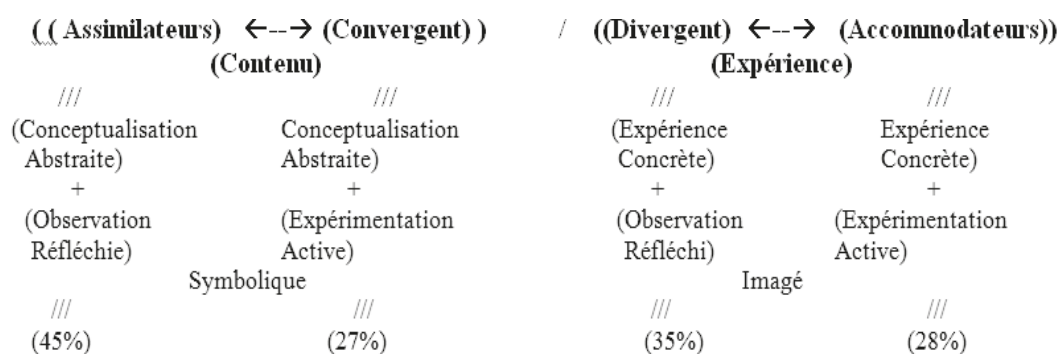 (( Assimilateurs) ←--→ (Convergent) ) / ((Divergent) ←--→ (Accommodateurs))
(Contenu) (Expérience)
/// /// /// ///
(Conceptualisation Conceptualisation (Expérience Expérience
Abstraite) Abstraite) Concrète) Concrète)
+ + + +
(Observation (Expérimentation (Observation (Expérimentation
Réfléchie) Active) Réfléchi) Active)
Symbolique Imagé
/// /// /// ///
(45%) (27%) (35%) (28%)